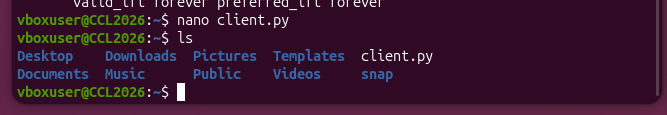 valid_lft forever preferred_lft forever
vboxuser@CCL2026:~$ nano client.py
vboxuser@CCL2026:~$ ls
Desktop Downloads Pictures Templates client.py
Documents Music Public Videos snap
vboxuser@CCL2026:~$